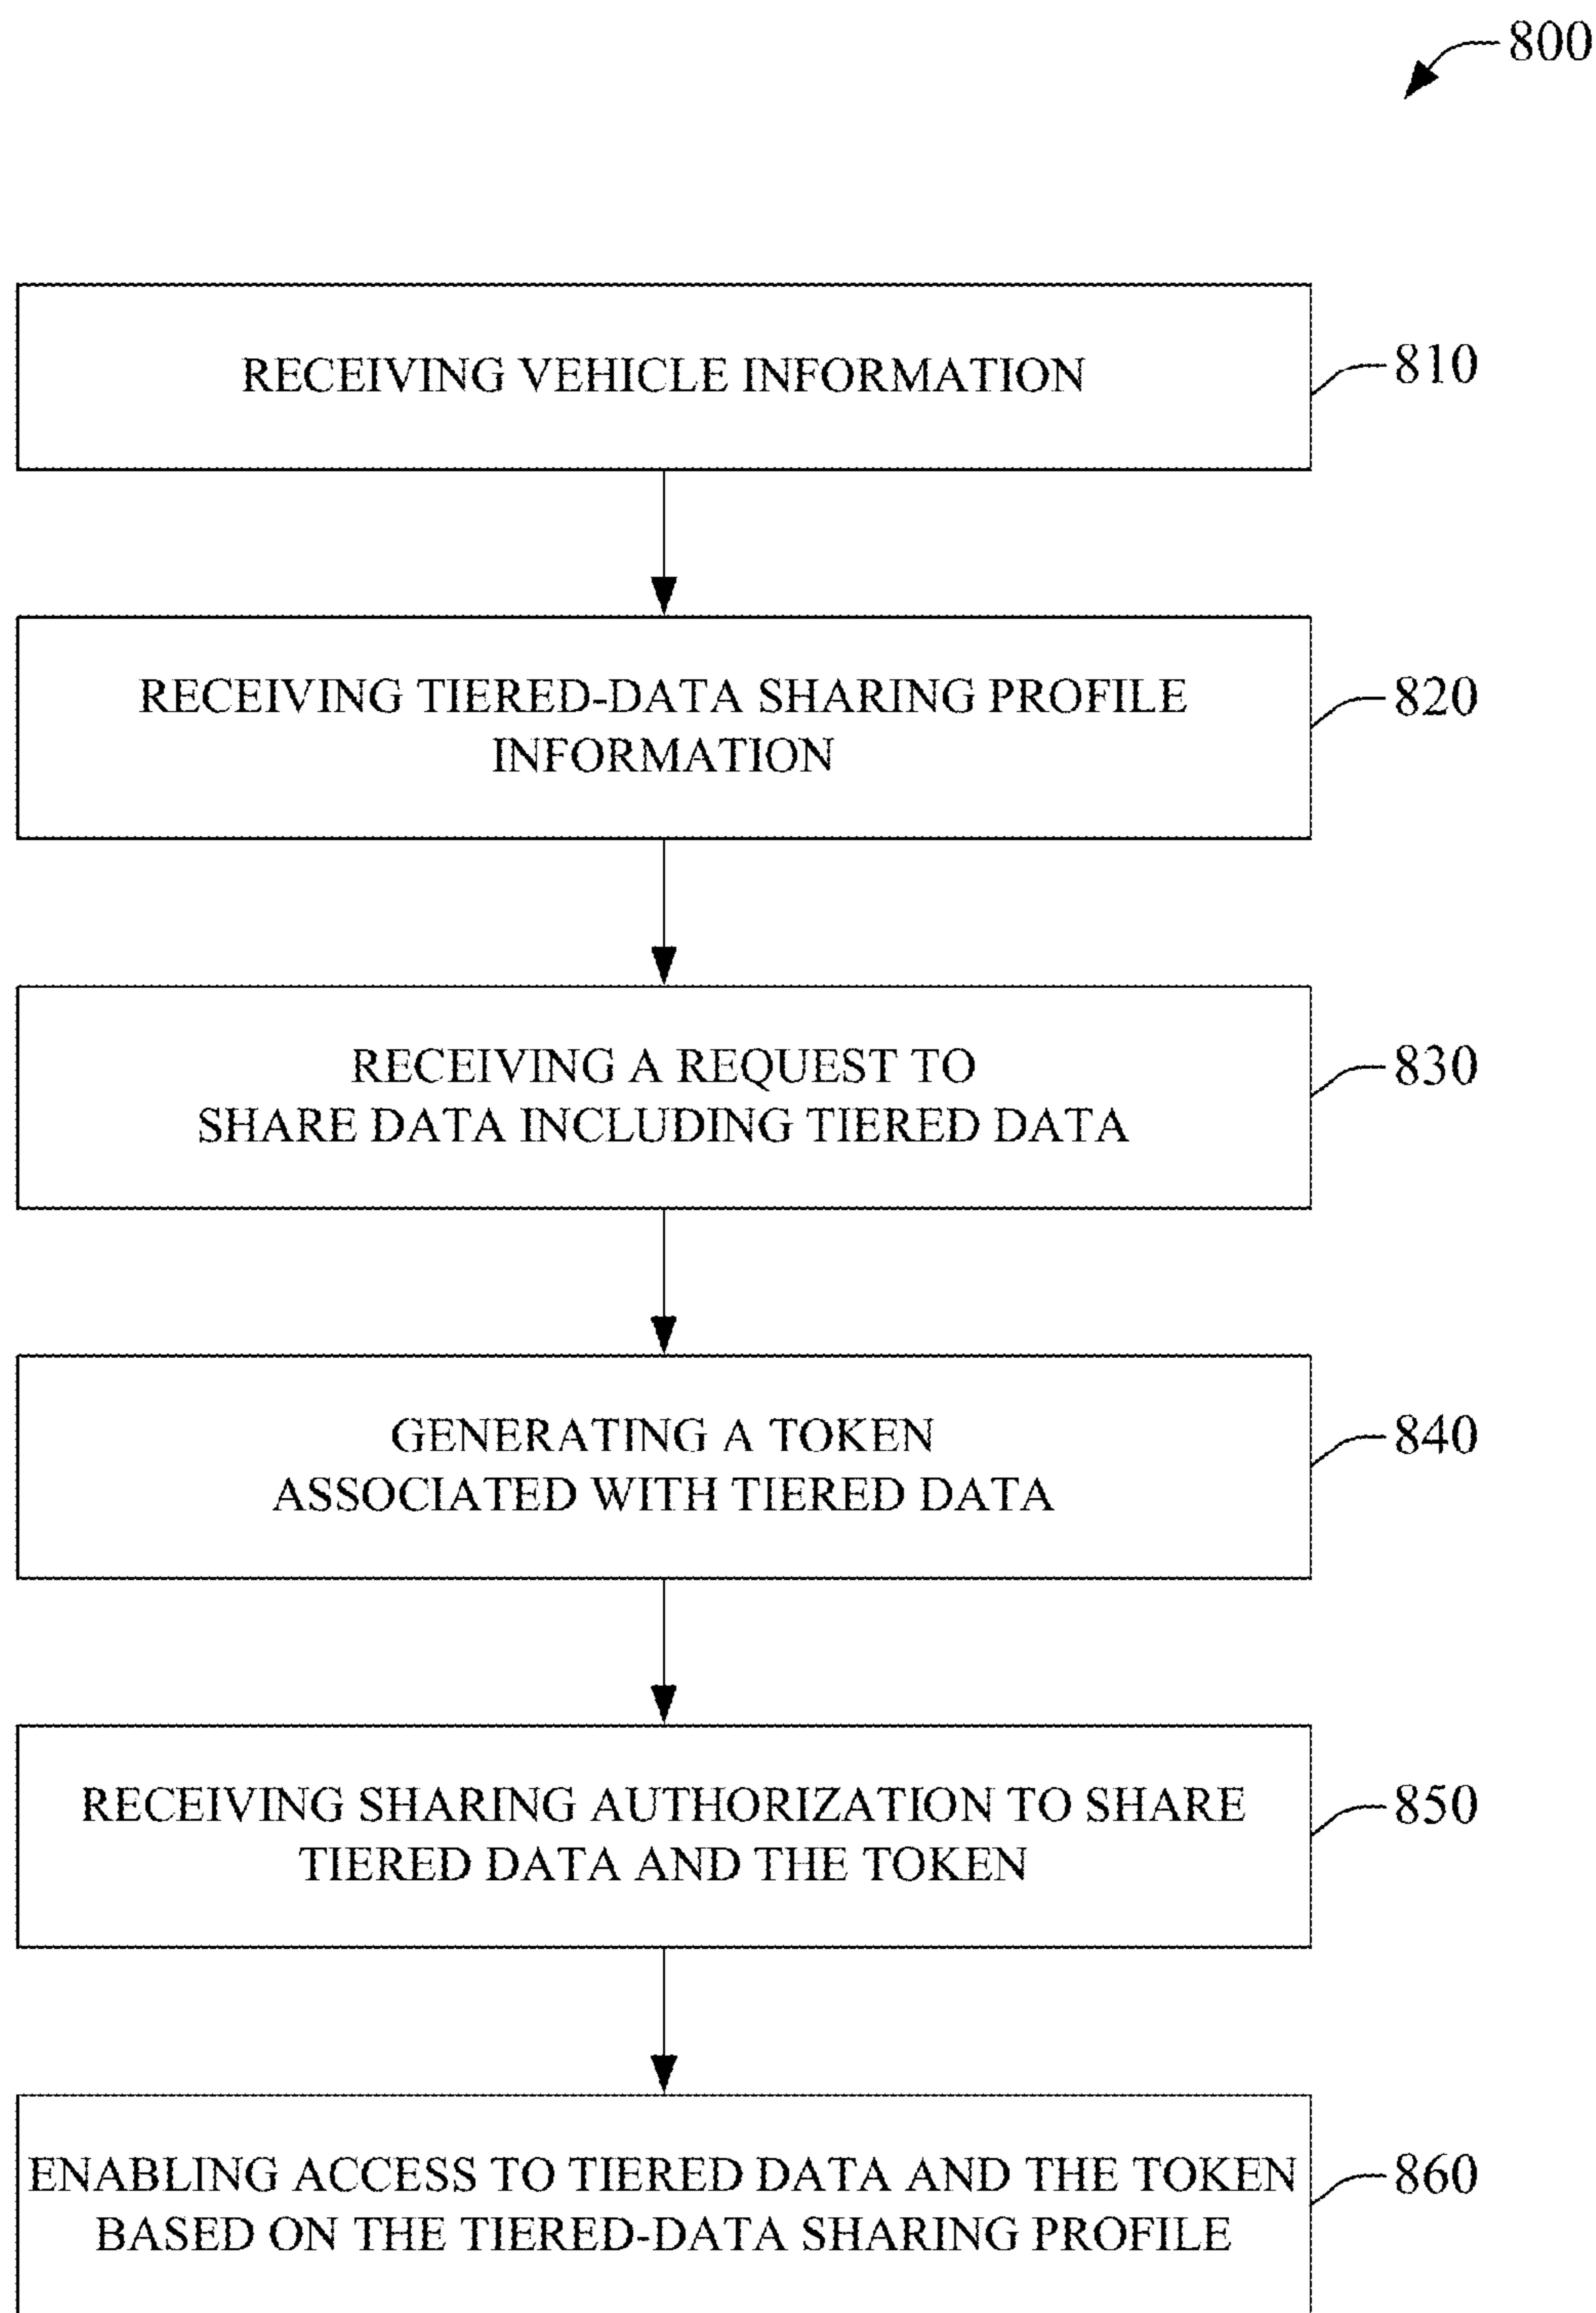 800
RECEIVING VEHICLE INFORMATION
810
RECEIVING TIERED-DATA SHARING PROFILE
INFORMATION
820
RECEIVING A REQUEST TO
SHARE DATA INCLUDING TIERED DATA
830
GENERATING A TOKEN
ASSOCIATED WITH TIERED DATA
840
RECEIVING SHARING AUTHORIZATION TO SHARE
TIERED DATA AND THE TOKEN
850
ENABLING ACCESS TO TIERED DATA AND THE TOKEN
BASED ON THE TIERED-DATA SHARING PROFILE
860